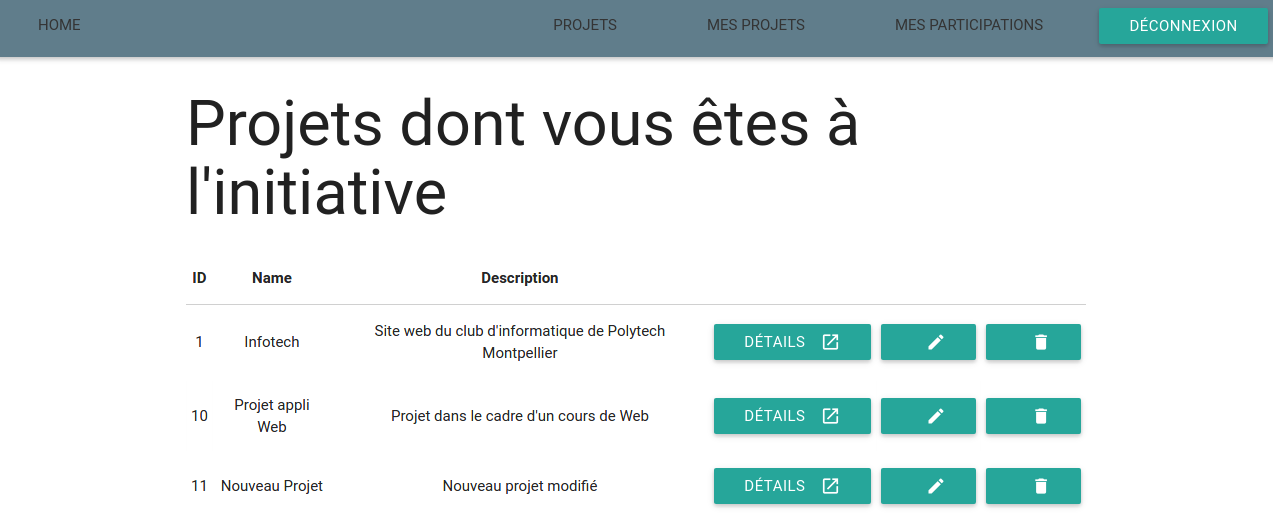 HOME PROJETS MES PROJETS MES PARTICIPATIONS DÉCONNEXION
Projets dont vous êtes à
l'initiative
ID Name Description
1 Infotech Site web du club d'informatique de Polytech
Montpellier
DÉTAILS
10 Projet appli
Web
Projet dans le cadre d'un cours de Web DÉTAILS
11 Nouveau Projet Nouveau projet modifié DÉTAILS